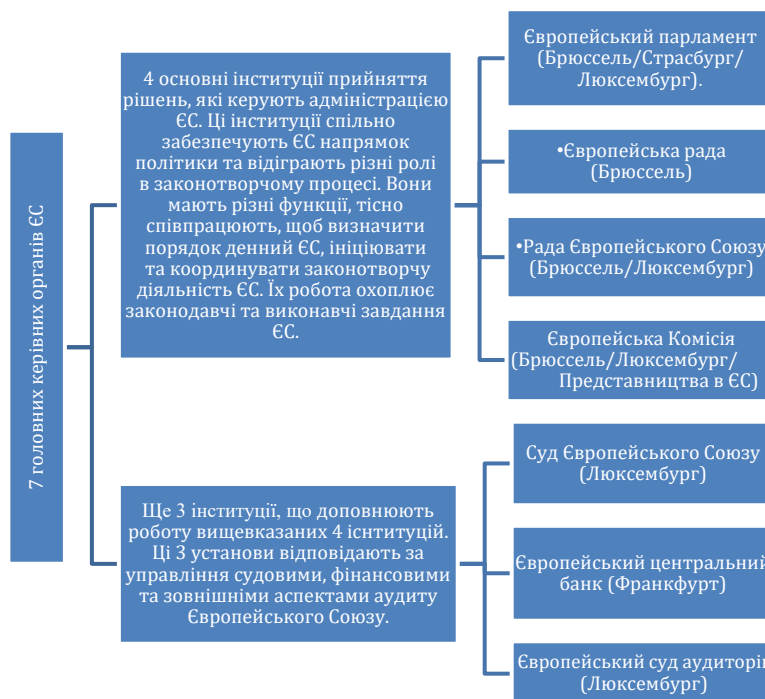 7 головних керівних органів ЄС
4 основні інституції прийняття
рішень, які керують адміністрацією
ЄС. Ці інституції спільно
забезпечують ЄС напрямок
політики та відіграють різні ролі
в законотворчому процесі. Вони
мають різні функції, тісно
співпрацюють, щоб визначити
порядок денний ЄС, ініціювати
та координувати законотворчу
діяльність ЄС. Їх робота охоплює
законодавчі та виконавчі завдання
ЄС.
Європейський парламент
(Брюссель/Страсбург/
Люксембург).
•Європейська рада
(Брюссель)
•Рада Європейського Союзу
(Брюссель/Люксембург)
Європейська Комісія
(Брюссель/Люксембург/
Представництва в ЄС)
Ще 3 інституції, що доповнюють
роботу вищевказаних 4 існтитуцій.
Ці 3 установи відповідають за
управління судовими, фінансовими
та зовнішніми аспектами аудиту
Європейського Союзу.
Суд Європейського Союзу
(Люксембург)
Європейський центральний
банк (Франкфурт)
Європейський суд аудиторів
(Люксембург)